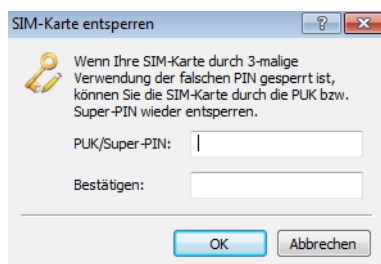 SIM-Karte entsperren
Wenn Ihre SIM-Karte durch 3-malige
Verwendung der falschen PIN gesperrt ist,
können Sie die SIM-Karte durch die PUK bzw.
Super-PIN wieder entsperren.
PUK/Super-PIN:
Bestätigen:
OK Abbrechen